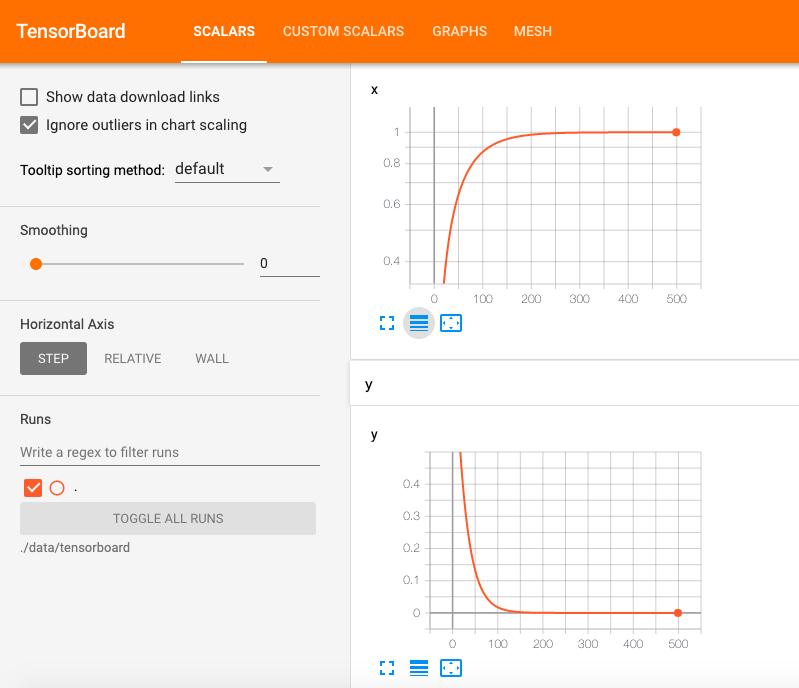 TensorBoard SCALARS CUSTOM SCALARS GRAPHS MESH
Show data download links
Ignore outliers in chart scaling
Tooltip sorting method: default
Smoothing
0
Horizontal Axis
STEP RELATIVE WALL
Runs
Write a regex to filter runs
.
TOGGLE ALL RUNS
./data/tensorboard
x
1
0.8
0.6
0.4
0 100 200 300 400 500
y
y
0.4
0.3
0.2
0.1
0
0 100 200 300 400 500